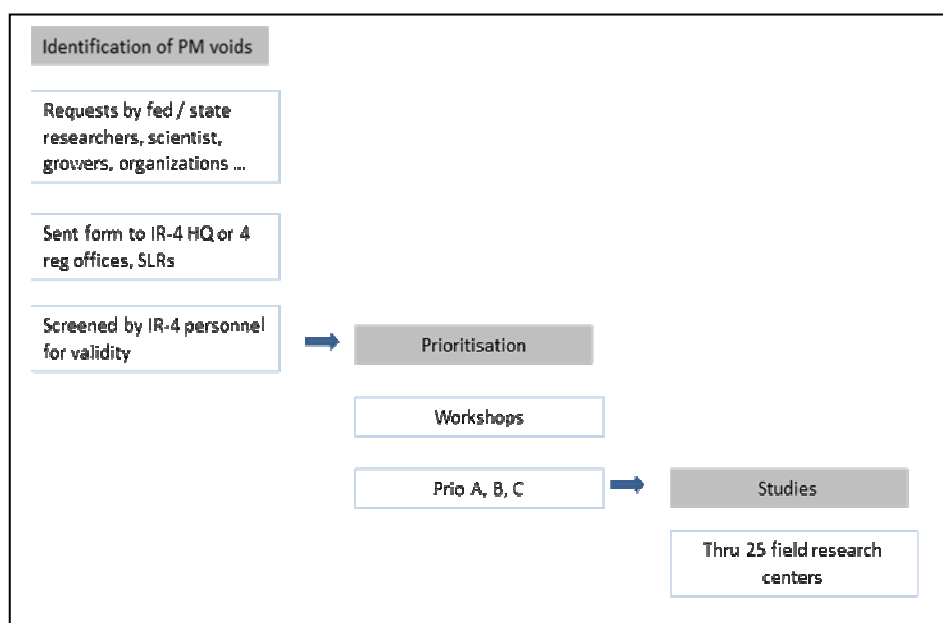 Identification of PM voids
Requests by fed / state
researchers, scientist,
growers, organizations ...
Sent form to IR-4 HQ or 4
reg offices, SLRs
Screened by IR-4 personnel
for validity
Prioritisation
Workshops
Prio A, B, C
Studies
Thru 25 field research
centers